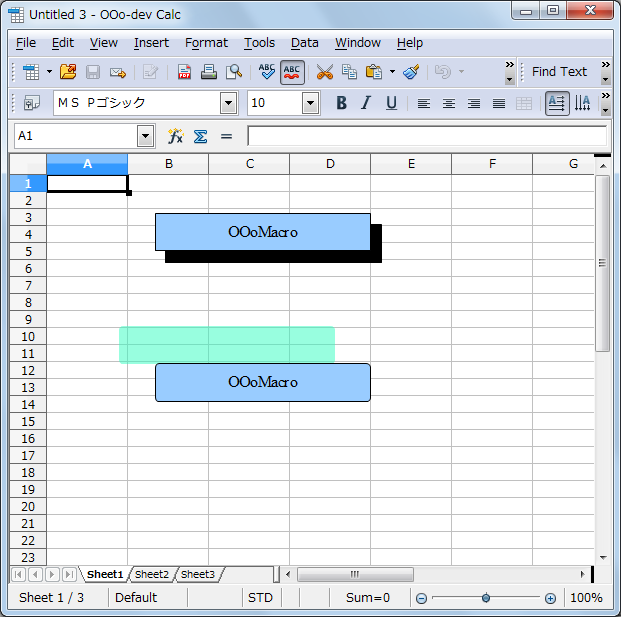 Untitled 3 - OOo-dev Calc
File Edit View Insert Format Tools Data Window Help
ABC ABC Find Text
ＭＳ Ｐゴシック 10 B I U
A1 fx Σ =
A B C D E F G
1
2
3
OOoMacro
4
5
6
7
8
9
10
11
12
OOoMacro
13
14
15
16
17
18
19
20
21
22
23
Sheet1 Sheet2 Sheet3
Sheet 1 / 3 Default STD Sum=0 100%